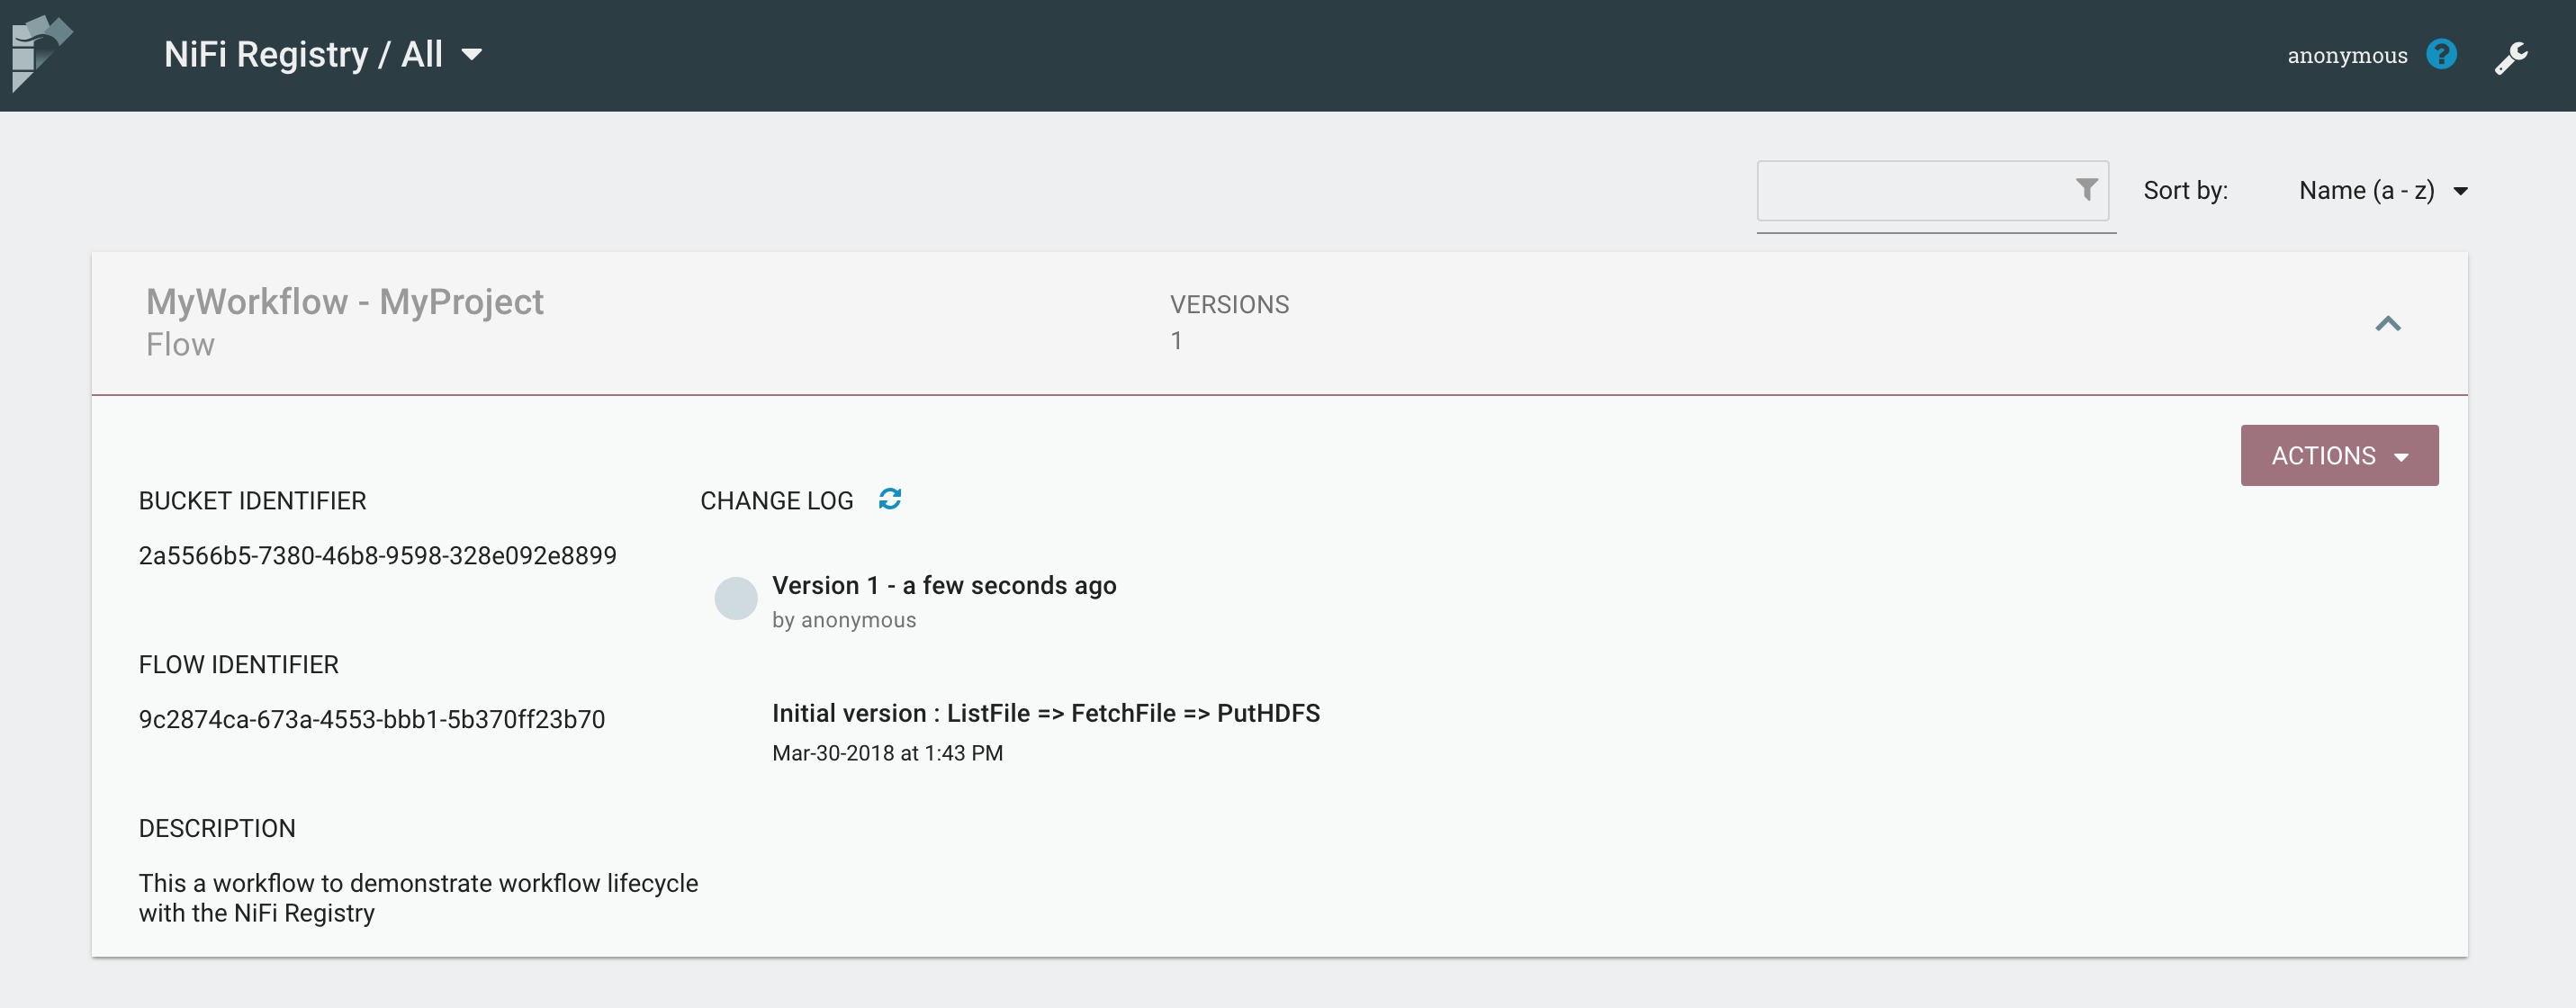 NiFi Registry / All
anonymous
?
Sort by:
Name (a - z)
MyWorkflow - MyProject
Flow
VERSIONS
1
ACTIONS
BUCKET IDENTIFIER
2a5566b5-7380-46b8-9598-328e092e8899
FLOW IDENTIFIER
9c2874ca-673a-4553-bbb1-5b370ff23b70
DESCRIPTION
This a workflow to demonstrate workflow lifecycle
with the NiFi Registry
CHANGE LOG
Version 1 - a few seconds ago
by anonymous
Initial version : ListFile => FetchFile => PutHDFS
Mar-30-2018 at 1:43 PM